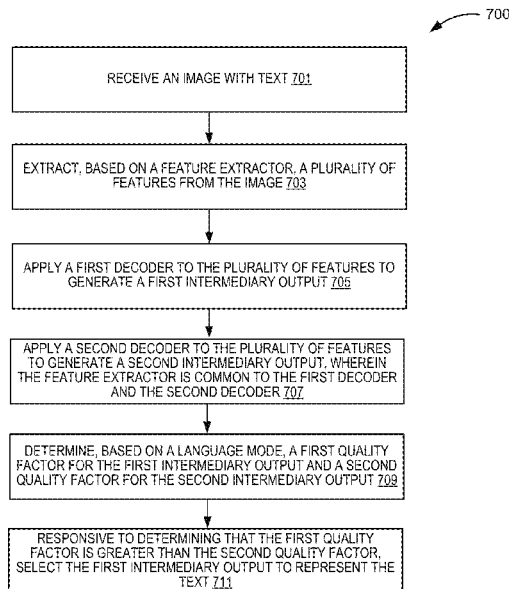 700
RECEIVE AN IMAGE WITH TEXT 701
EXTRACT, BASED ON A FEATURE EXTRACTOR, A PLURALITY OF
FEATURES FROM THE IMAGE 703
APPLY A FIRST DECODER TO THE PLURALITY OF FEATURES TO
GENERATE A FIRST INTERMEDIARY OUTPUT 705
APPLY A SECOND DECODER TO THE PLURALITY OF FEATURES
TO GENERATE A SECOND INTERMEDIARY OUTPUT, WHEREIN
THE FEATURE EXTRACTOR IS COMMON TO THE FIRST DECODER
AND THE SECOND DECODER 707
DETERMINE, BASED ON A LANGUAGE MODE, A FIRST QUALITY
FACTOR FOR THE FIRST INTERMEDIARY OUTPUT AND A SECOND
QUALITY FACTOR FOR THE SECOND INTERMEDIARY OUTPUT 709
RESPONSIVE TO DETERMINING THAT THE FIRST QUALITY
FACTOR IS GREATER THAN THE SECOND QUALITY FACTOR,
SELECT THE FIRST INTERMEDIARY OUTPUT TO REPRESENT THE
TEXT 711